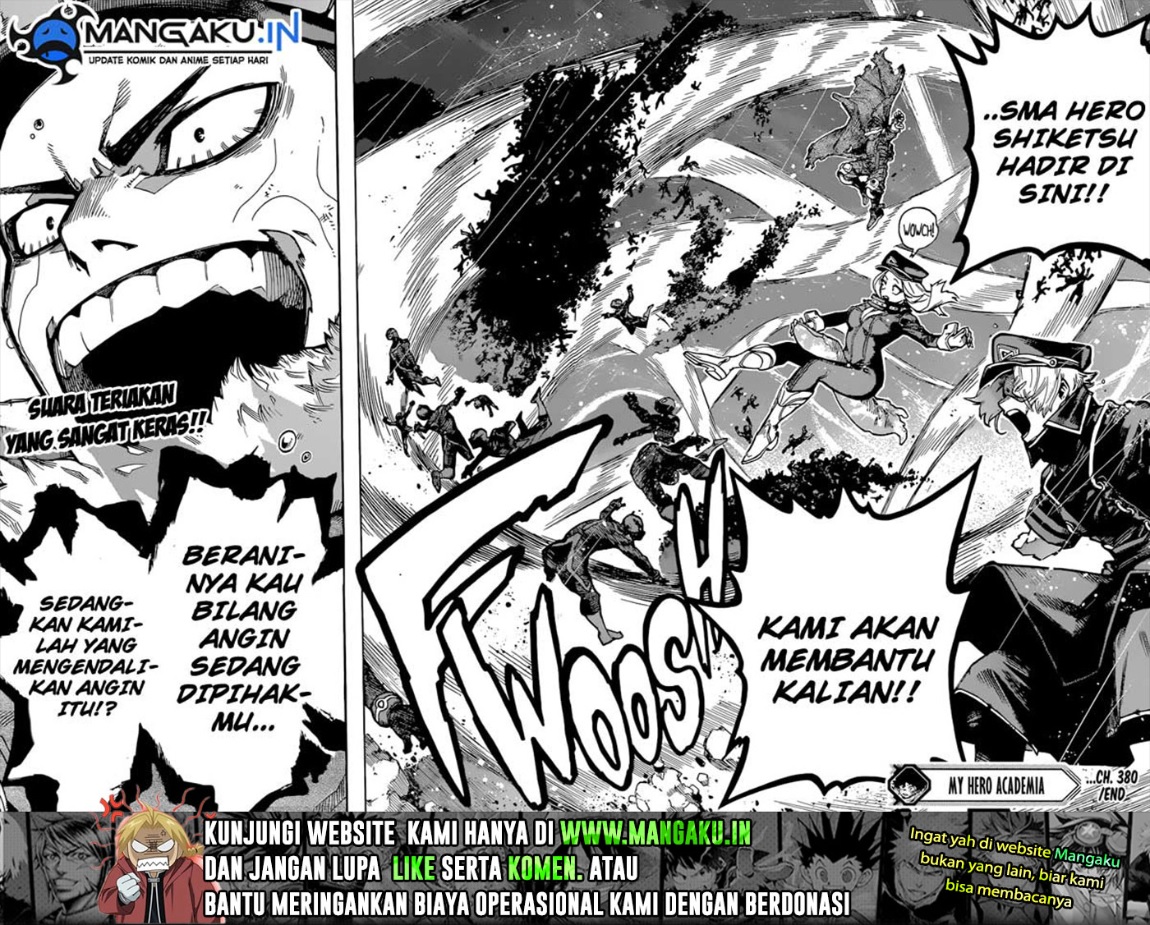 MANGAKU.IN
UPDATE KOMIK DAN ANIME SETIAP HARI
..SMA HERO
SHIKETSU
HADIR DI
SINI!!
WOWCH!
KAMI AKAN
MEMBANTU
KALIAN!!
FWOOSHH
SUARA TERIAKAN
YANG SANGAT KERAS!!
BERANI-
NYA KAU
BILANG
ANGIN
SEDANG
DIPIHAK-
MU...
SEDANG-
KAN KAMI-
LAH YANG
MENGENDALI-
KAN ANGIN
ITU!?
MY HERO ACADEMIA
...CH. 380
/END
KUNJUNGI WEBSITE KAMI HANYA DI WWW.MANGAKU.IN
DAN JANGAN LUPA LIKE SERTA KOMEN. ATAU
BANTU MERINGANKAN BIAYA OPERASIONAL KAMI DENGAN BERDONASI
Ingat yah di website Mangaku
bukan yang lain, biar kami
bisa membacanya